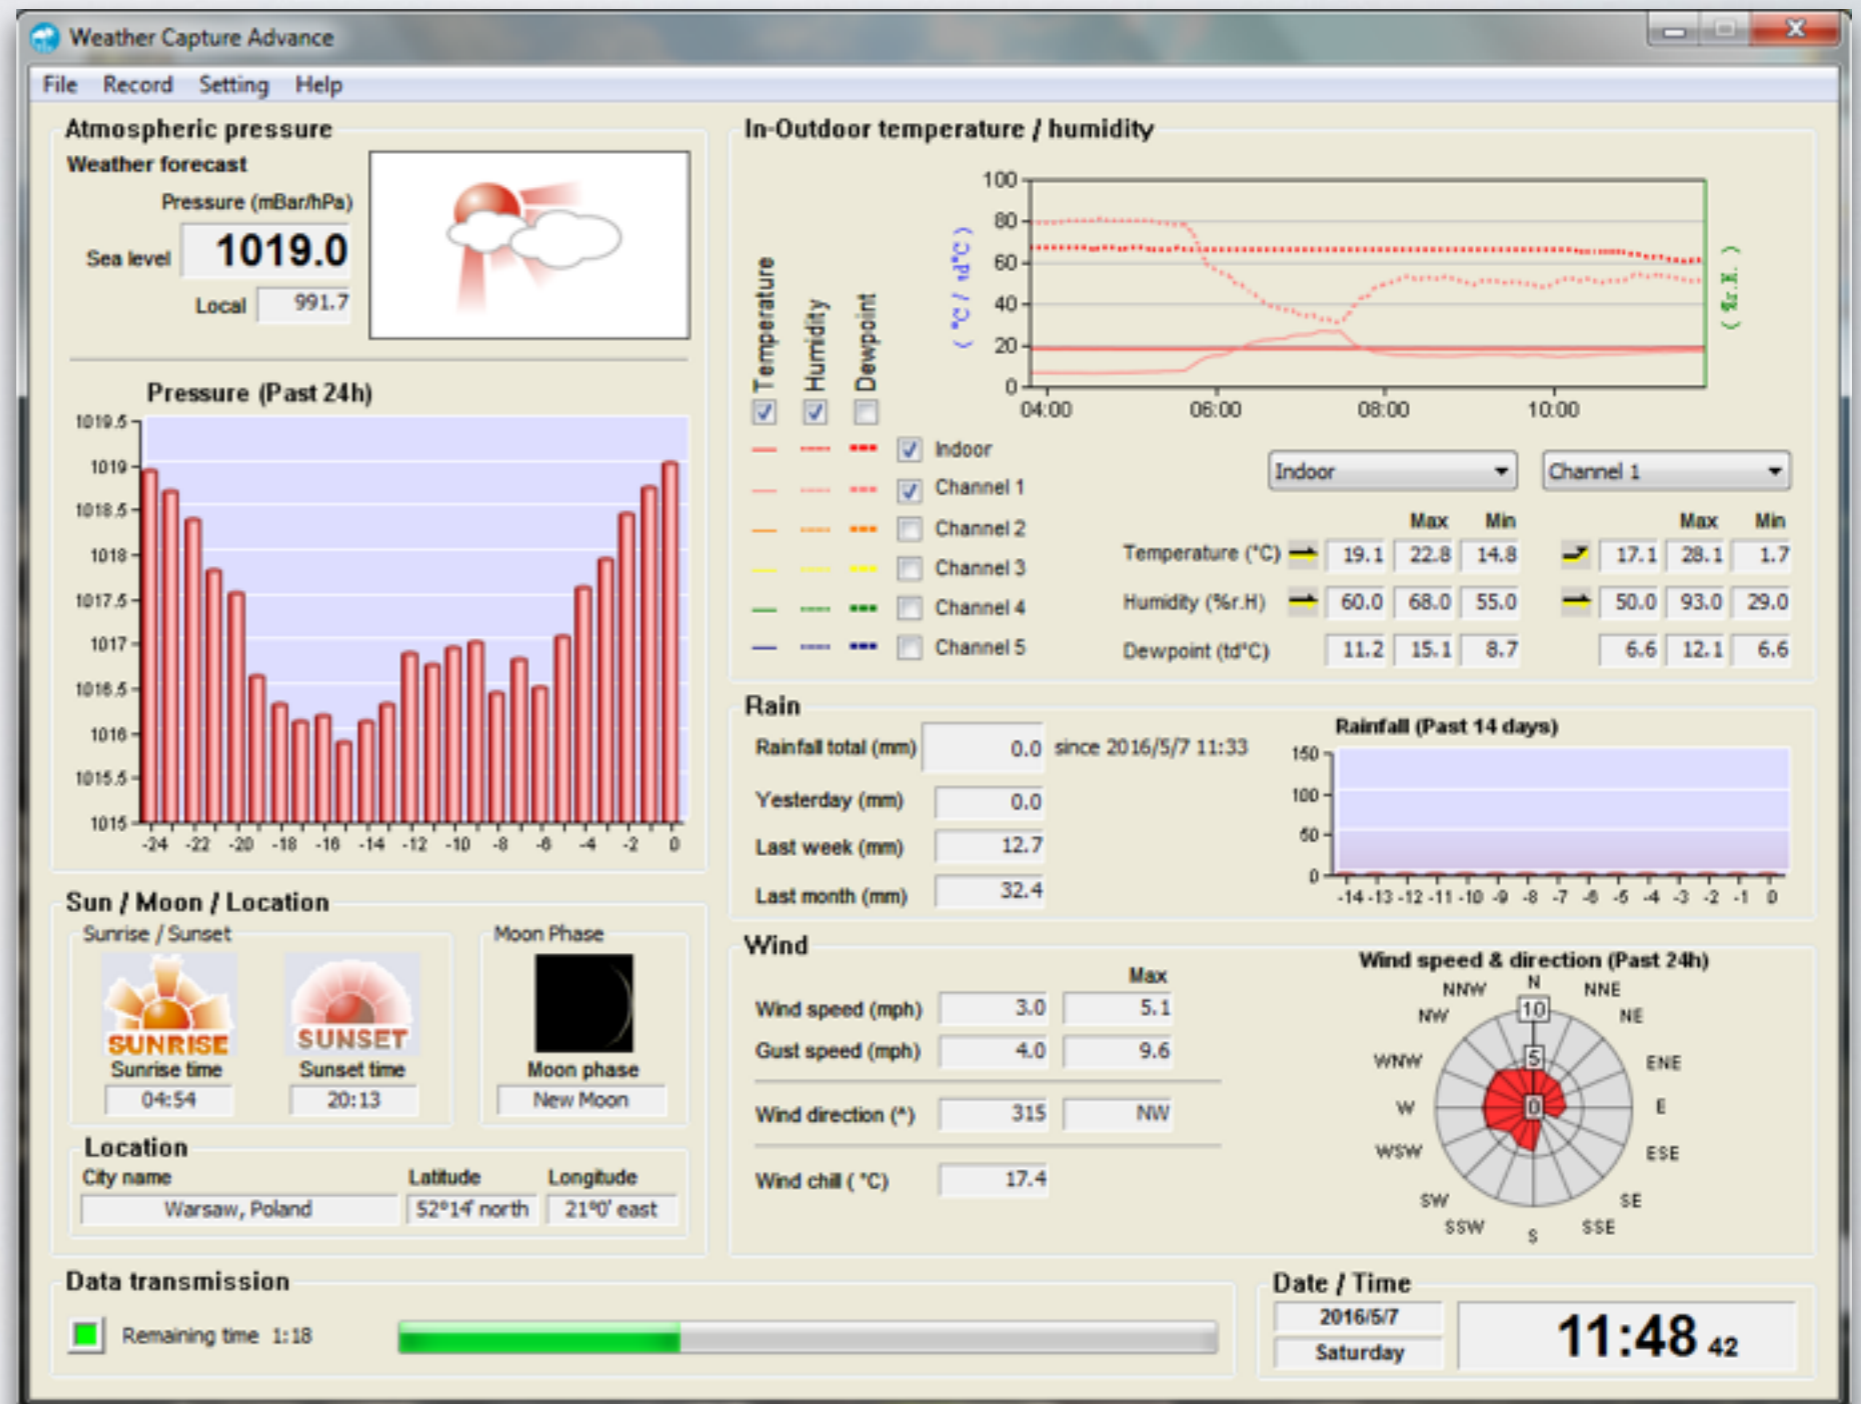 Weather Capture Advance
File Record Setting Help
Atmospheric pressure
Weather forecast
Pressure (mBar/hPa)
Sea level 1019.0
Local 991.7
Pressure (Past 24h)
1019.5
1019
1018.5
1018
1017.5
1017
1016.5
1016
1015.5
1015
-24 -22 -20 -18 -16 -14 -12 -10 -8 -6 -4 -2 0
Sun / Moon / Location
Sunrise / Sunset
SUNRISE
SUNSET
Sunrise time
Sunset time
04:54
20:13
Moon Phase
Moon phase
New Moon
Location
City name Latitude Longitude
Warsaw, Poland 52º14' north 21º0' east
In-Outdoor temperature / humidity
Temperature
Humidity
Dewpoint
( °C / td°C )
100
80
60
40
20
0
04:00 06:00 08:00 10:00
( %r.H. )
Indoor
Channel 1
Channel 2
Channel 3
Channel 4
Channel 5
Indoor Channel 1
Max Min Max Min
Temperature (°C) 19.1 22.8 14.8 17.1 28.1 1.7
Humidity (%r.H) 60.0 68.0 55.0 50.0 93.0 29.0
Dewpoint (td°C) 11.2 15.1 8.7 6.6 12.1 6.6
Rain
Rainfall total (mm) 0.0 since 2016/5/7 11:33
Yesterday (mm) 0.0
Last week (mm) 12.7
Last month (mm) 32.4
Rainfall (Past 14 days)
150
100
50
0
-14 -13 -12 -11 -10 -9 -8 -7 -6 -5 -4 -3 -2 -1 0
Wind
Max
Wind speed (mph) 3.0 5.1
Gust speed (mph) 4.0 9.6
Wind direction (^) 315 NW
Wind chill ( °C) 17.4
Wind speed & direction (Past 24h)
N
NNW NNE
NW 10 NE
WNW 5 ENE
W 0 E
WSW ESE
SW SE
SSW SSE
S
Data transmission
Remaining time 1:18
Date / Time
2016/5/7
Saturday
11:48 42